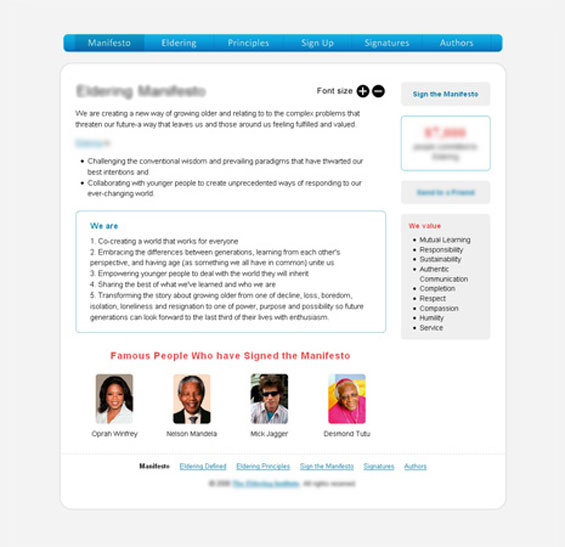 Manifesto Eldering Principles Sign Up Signatures Authors
Eldering Manifesto
Font size
Sign the Manifesto
We are creating a new way of growing older and relating to to the complex problems that
threaten our future-a way that leaves us and those around us feeling fulfilled and valued.
Challenging the conventional wisdom and prevailing paradigms that have thwarted our
best intentions and
Collaborating with younger people to create unprecedented ways of responding to our
ever-changing world.
Send to a Friend
We are
1. Co-creating a world that works for everyone
2. Embracing the differences between generations, learning from each other's
perspective, and having age (as something we all have in common) unite us
3. Empowering younger people to deal with the world they will inherit
4. Sharing the best of what we've learned and who we are
5. Transforming the story about growing older from one of decline, loss, boredom,
isolation, loneliness and resignation to one of power, purpose and possibility so future
generations can look forward to the last third of their lives with enthusiasm.
We value
Mutual Learning
Responsibility
Sustainability
Authentic
Communication
Completion
Respect
Compassion
Humility
Service
Famous People Who have Signed the Manifesto
Oprah Winfrey Nelson Mandela Mick Jagger Desmond Tutu
Manifesto Eldering Defined Eldering Principles Sign the Manifesto Signatures Authors
The Eldering Institute. All rights reserved